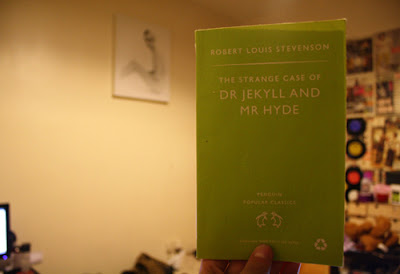 ROBERT LOUIS STEVENSON
THE STRANGE CASE OF
DR JEKYLL AND
MR HYDE
PENGUIN
POPULAR CLASSICS